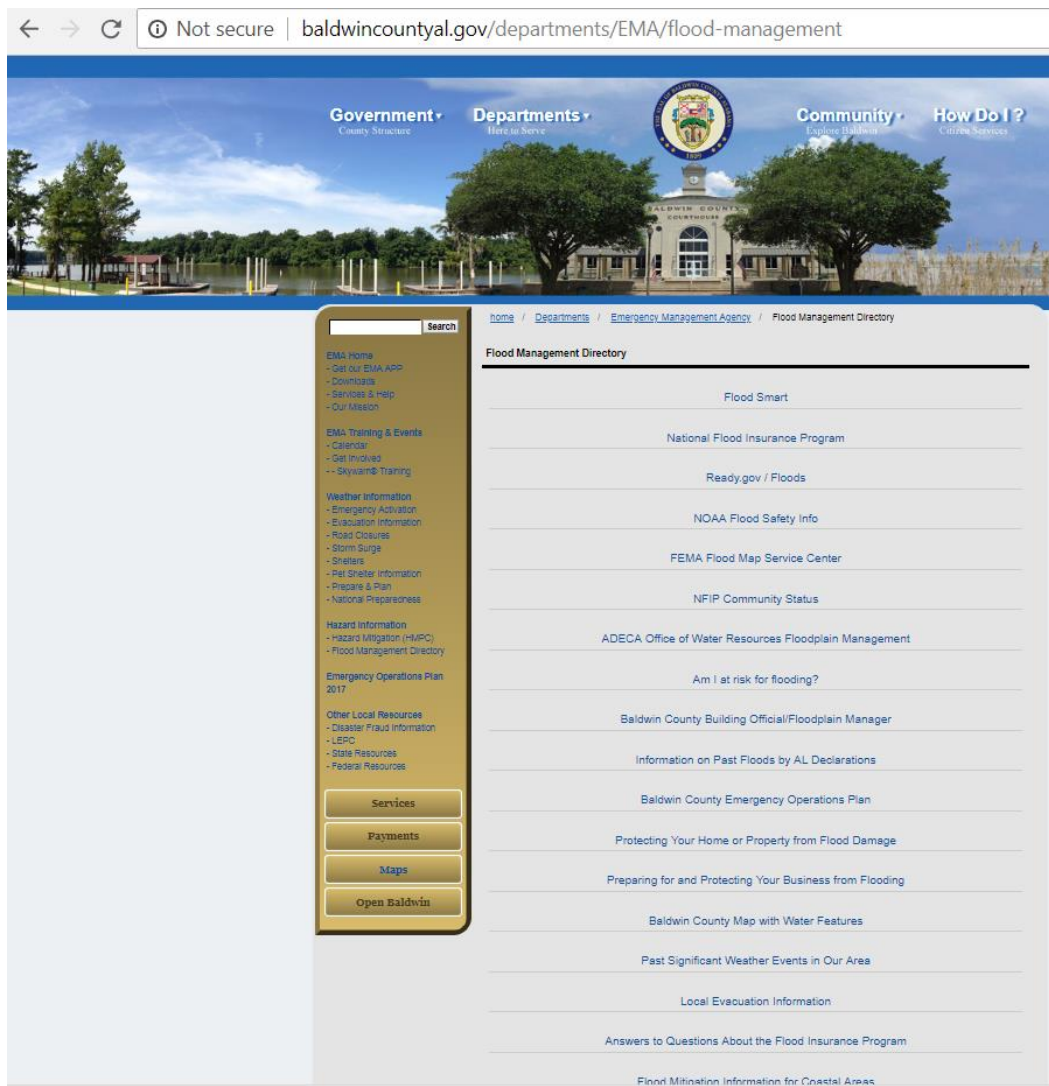 Not secure | baldwincountyal.gov/departments/EMA/flood-management
Government
County Structure
Departments
Here to Serve
Community
Explore Baldwin
How Do I ?
Citizen Services
1809
BALDWIN COUNTY
COURTHOUSE
Search
home / Departments / Emergency Management Agency / Flood Management Directory
EMA Home
- Get our EMA APP
- Downloads
- Services & Help
- Our Mission
EMA Training & Events
- Calendar
- Get Involved
- - Skywarn® Training
Weather Information
- Emergency Activation
- Evacuation Information
- Road Closures
- Storm Surge
- Shelters
- Pet Shelter Information
- Prepare & Plan
- National Preparedness
Hazard Information
- Hazard Mitigation (HMPC)
- Flood Management Directory
Emergency Operations Plan
2017
Other Local Resources
- Disaster Fraud Information
- LEPC
- State Resources
- Federal Resources
Services
Payments
Maps
Open Baldwin
Flood Management Directory
Flood Smart
National Flood Insurance Program
Ready.gov / Floods
NOAA Flood Safety Info
FEMA Flood Map Service Center
NFIP Community Status
ADECA Office of Water Resources Floodplain Management
Am I at risk for flooding?
Baldwin County Building Official/Floodplain Manager
Information on Past Floods by AL Declarations
Baldwin County Emergency Operations Plan
Protecting Your Home or Property from Flood Damage
Preparing for and Protecting Your Business from Flooding
Baldwin County Map with Water Features
Past Significant Weather Events in Our Area
Local Evacuation Information
Answers to Questions About the Flood Insurance Program
Flood Mitigation Information for Coastal Areas